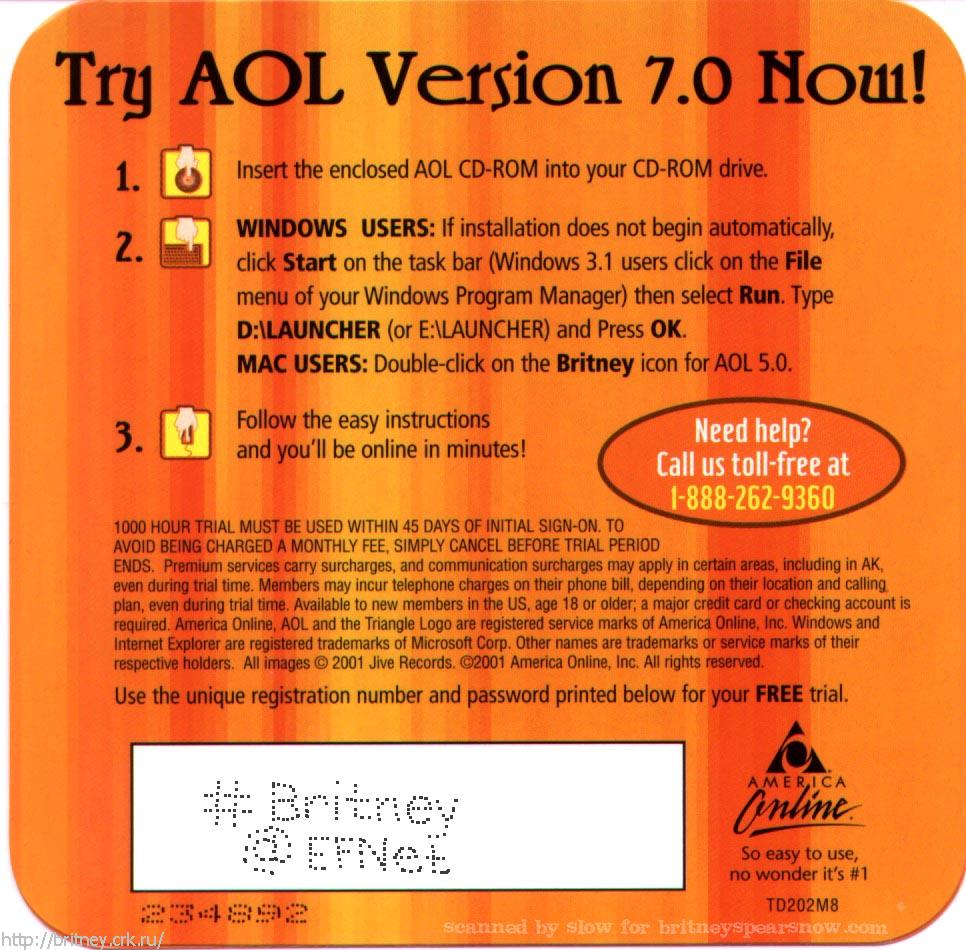 Try AOL Version 7.0 Now!
1. Insert the enclosed AOL CD-ROM into your CD-ROM drive.
2. WINDOWS USERS: If installation does not begin automatically,
click Start on the task bar (Windows 3.1 users click on the File
menu of your Windows Program Manager) then select Run. Type
D:\LAUNCHER (or E:\LAUNCHER) and Press OK.
MAC USERS: Double-click on the Britney icon for AOL 5.0.
3. Follow the easy instructions
and you'll be online in minutes!
Need help?
Call us toll-free at
1-888-262-9360
1000 HOUR TRIAL MUST BE USED WITHIN 45 DAYS OF INITIAL SIGN-ON. TO
AVOID BEING CHARGED A MONTHLY FEE, SIMPLY CANCEL BEFORE TRIAL PERIOD
ENDS. Premium services carry surcharges, and communication surcharges may apply in certain areas, including in AK,
even during trial time. Members may incur telephone charges on their phone bill, depending on their location and calling
plan, even during trial time. Available to new members in the US, age 18 or older; a major credit card or checking account is
required. America Online, AOL and the Triangle Logo are registered service marks of America Online, Inc. Windows and
Internet Explorer are registered trademarks of Microsoft Corp. Other names are trademarks or service marks of their
respective holders. All images © 2001 Jive Records. ©2001 America Online, Inc. All rights reserved.
Use the unique registration number and password printed below for your FREE trial.
#Britney
@EFNet
234892
AMERICA
Online.
So easy to use,
no wonder it's #1
TD202M8
scanned by slow for britneyspearsnow.com
http://britney.crk.ru/